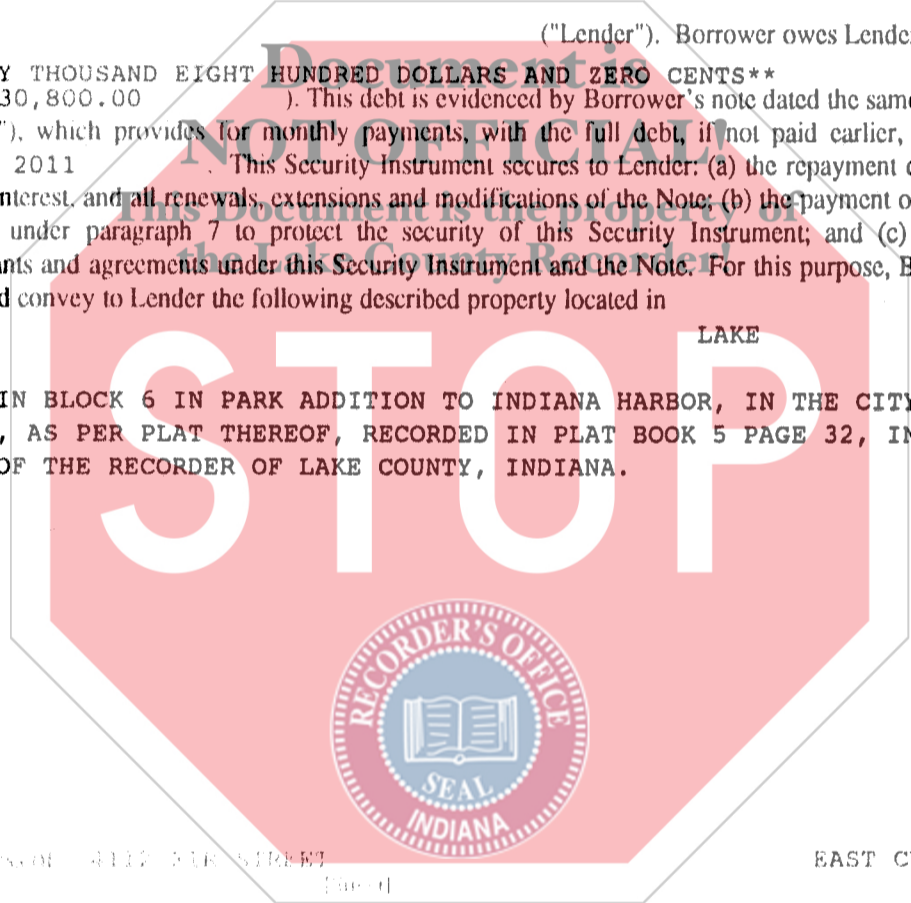 ("Lender"). Borrower owes Lende
Document is
Y THOUSAND EIGHT HUNDRED DOLLARS AND ZERO CENTS**
30,800.00 ). This debt is evidenced by Borrower's note dated the same
"), which provides for monthly payments, with the full debt, if not paid earlier,
NOT OFFICIAL!
2011 . This Security Instrument secures to Lender: (a) the repayment
nterest, and all renewals, extensions and modifications of the Note; (b) the payment o
This Document is the property of
under paragraph 7 to protect the security of this Security Instrument; and (c)
the Lake County Recorder!
nts and agreements under this Security Instrument and the Note. For this purpose, B
d convey to Lender the following described property located in
LAKE
STOP
IN BLOCK 6 IN PARK ADDITION TO INDIANA HARBOR, IN THE CITY
, AS PER PLAT THEREOF, RECORDED IN PLAT BOOK 5 PAGE 32, IN
OF THE RECORDER OF LAKE COUNTY, INDIANA.
RECORDER'S OFFICE
SEAL
INDIANA
STREET EAST C
[Street]